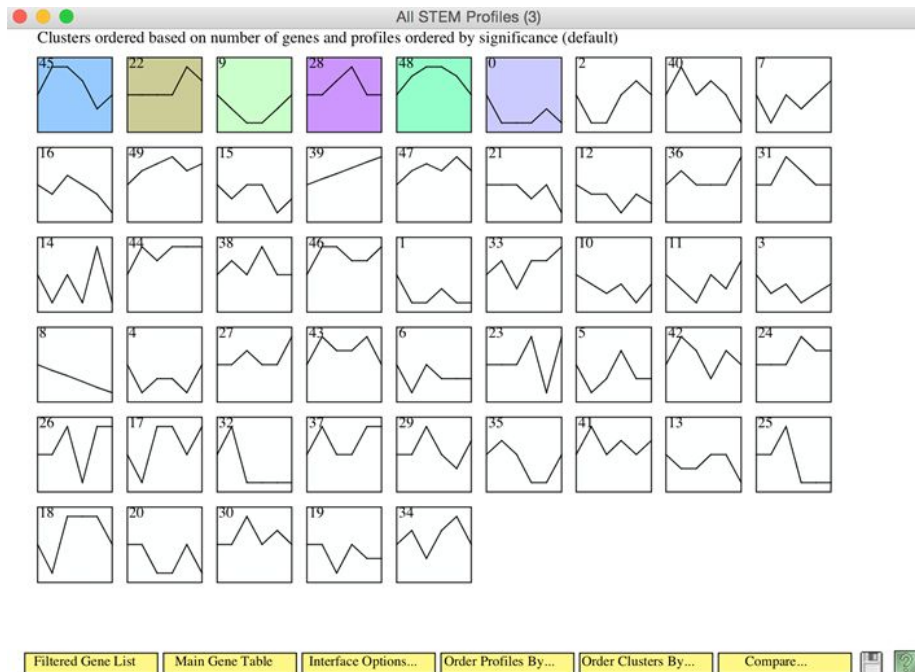 All STEM Profiles (3)
Clusters ordered based on number of genes and profiles ordered by significance (default)
45 22 9 28 48 0 2 40 7
16 49 15 39 47 21 12 36 31
14 44 38 46 1 33 10 11 3
8 4 27 43 6 23 5 42 24
26 17 32 37 29 35 41 13 25
18 20 30 19 34
Filtered Gene List Main Gene Table Interface Options... Order Profiles By... Order Clusters By... Compare...